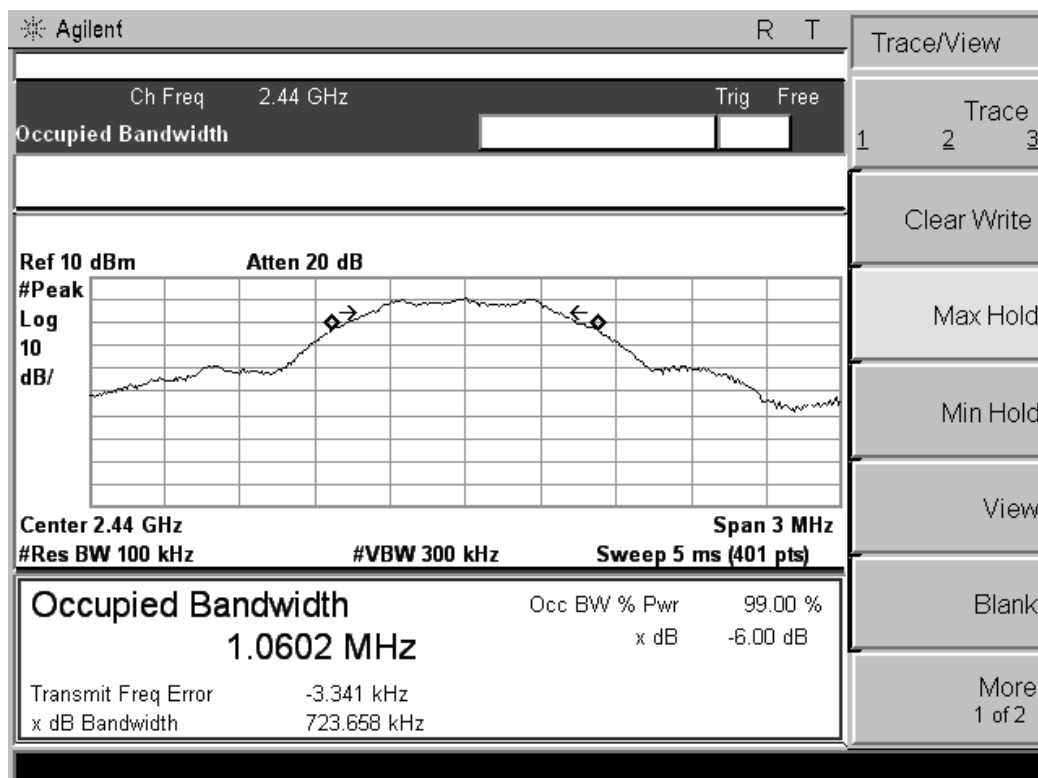 Agilent R T
Ch Freq 2.44 GHz Trig Free
Occupied Bandwidth
Ref 10 dBm Atten 20 dB
#Peak
Log
10
dB/
Center 2.44 GHz Span 3 MHz
#Res BW 100 kHz #VBW 300 kHz Sweep 5 ms (401 pts)
Occupied Bandwidth
1.0602 MHz
Occ BW % Pwr 99.00 %
x dB -6.00 dB
Transmit Freq Error -3.341 kHz
x dB Bandwidth 723.658 kHz
Trace/View
Trace
1 2 3
Clear Write
Max Hold
Min Hold
View
Blank
More
1 of 2